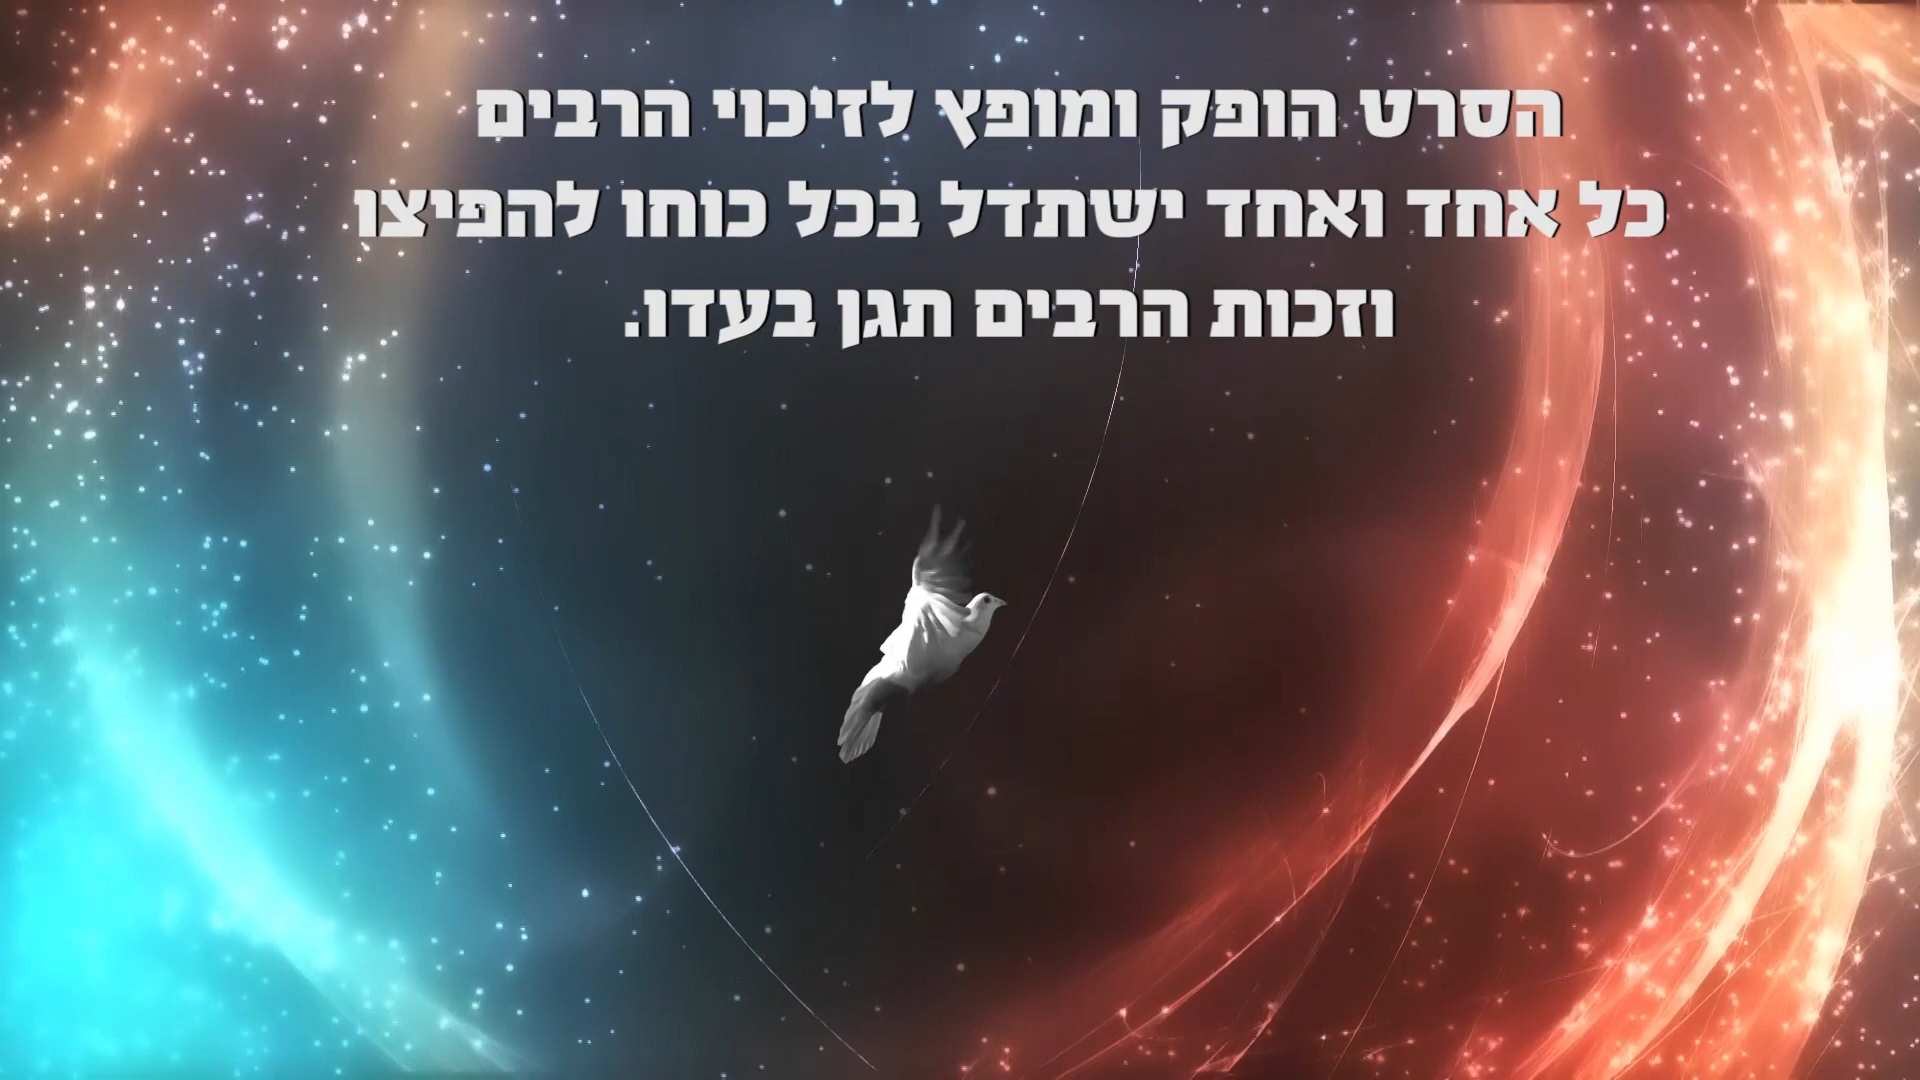 הסרט הופק ומופץ לזיכוי הרבים
כל אחד ואחד ישתדל בכל כוחו להפיצו
וזכות הרבים תגן בעדו.